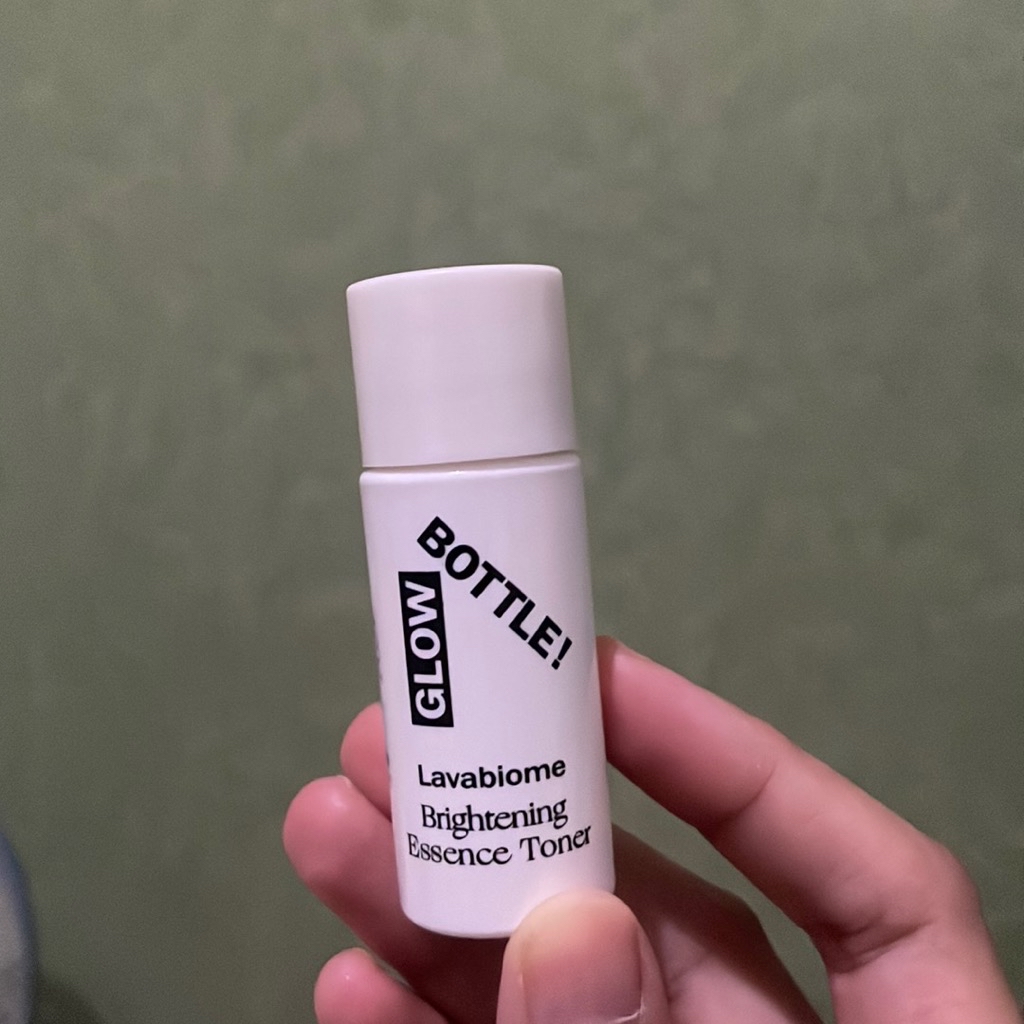 GLOW
BOTTLE!
Lavabiome
Brightening
Essence Toner